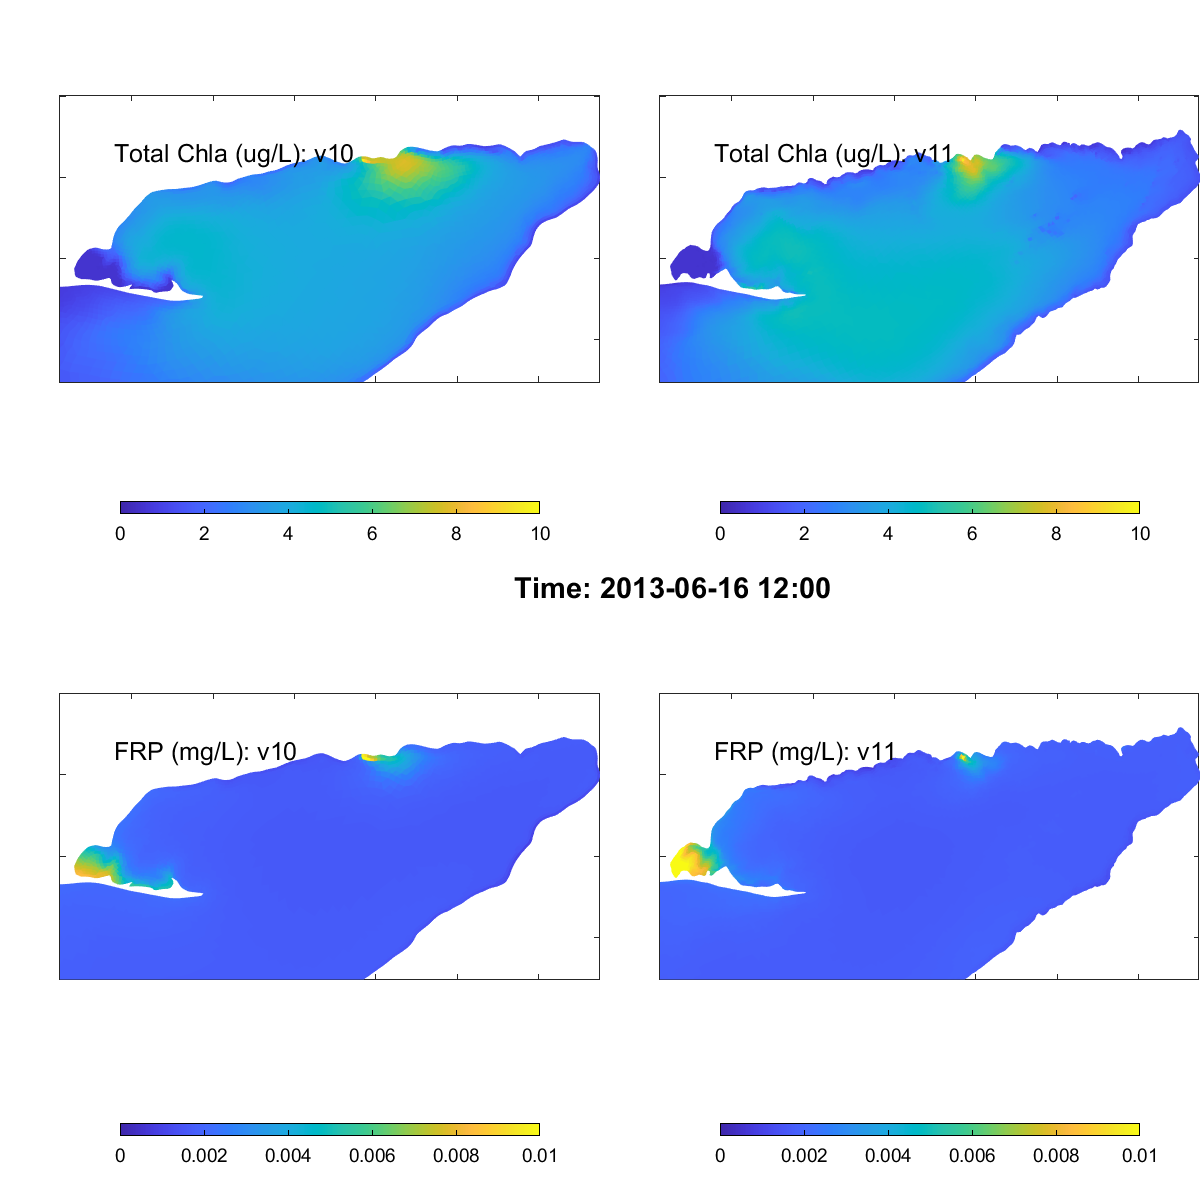 Total Chla (ug/L): v10
Total Chla (ug/L): v11
0 2 4 6 8 10
0 2 4 6 8 10
Time: 2013-06-16 12:00
FRP (mg/L): v10
FRP (mg/L): v11
0 0.002 0.004 0.006 0.008 0.01
0 0.002 0.004 0.006 0.008 0.01